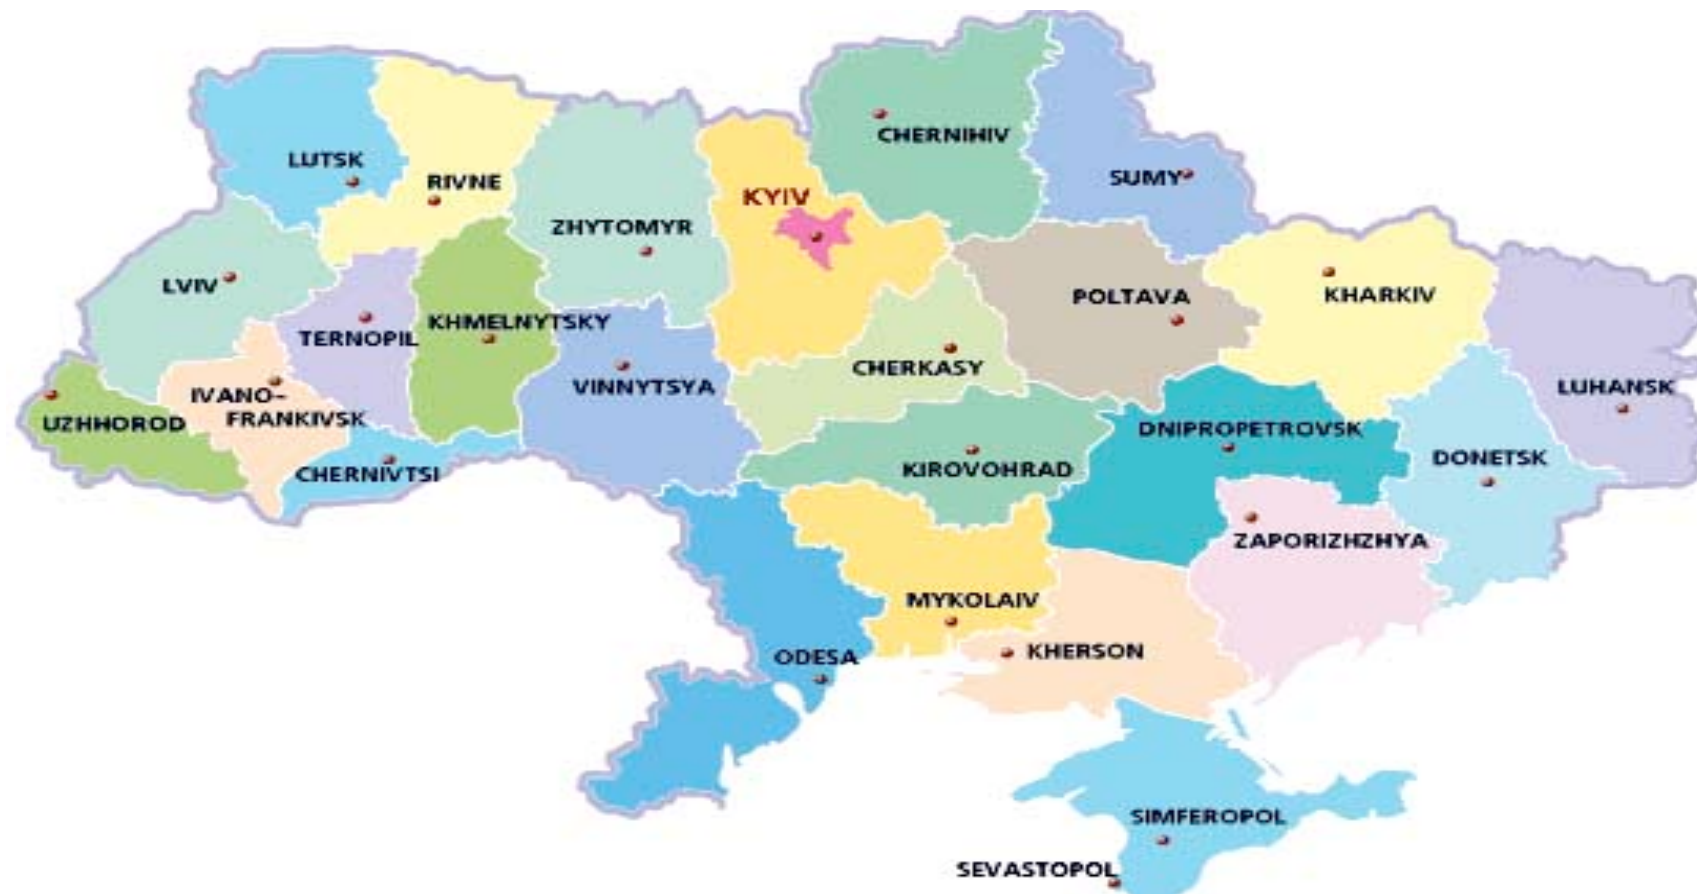 CHERNIHIV
LUTSK
SUMY
RIVNE
KYIV
ZHYTOMYR
LVIV
POLTAVA
KHARKIV
KHMELNYTSKY
TERNOPIL
CHERKASY
VINNYTSYA
LUHANSK
IVANO-
FRANKIVSK
UZHHOROD
DNIPROPETROVSK
DONETSK
KIROVOHRAD
CHERNIVTSI
ZAPORIZHZHYA
MYKOLAIV
KHERSON
ODESA
SIMFEROPOL
SEVASTOPOL